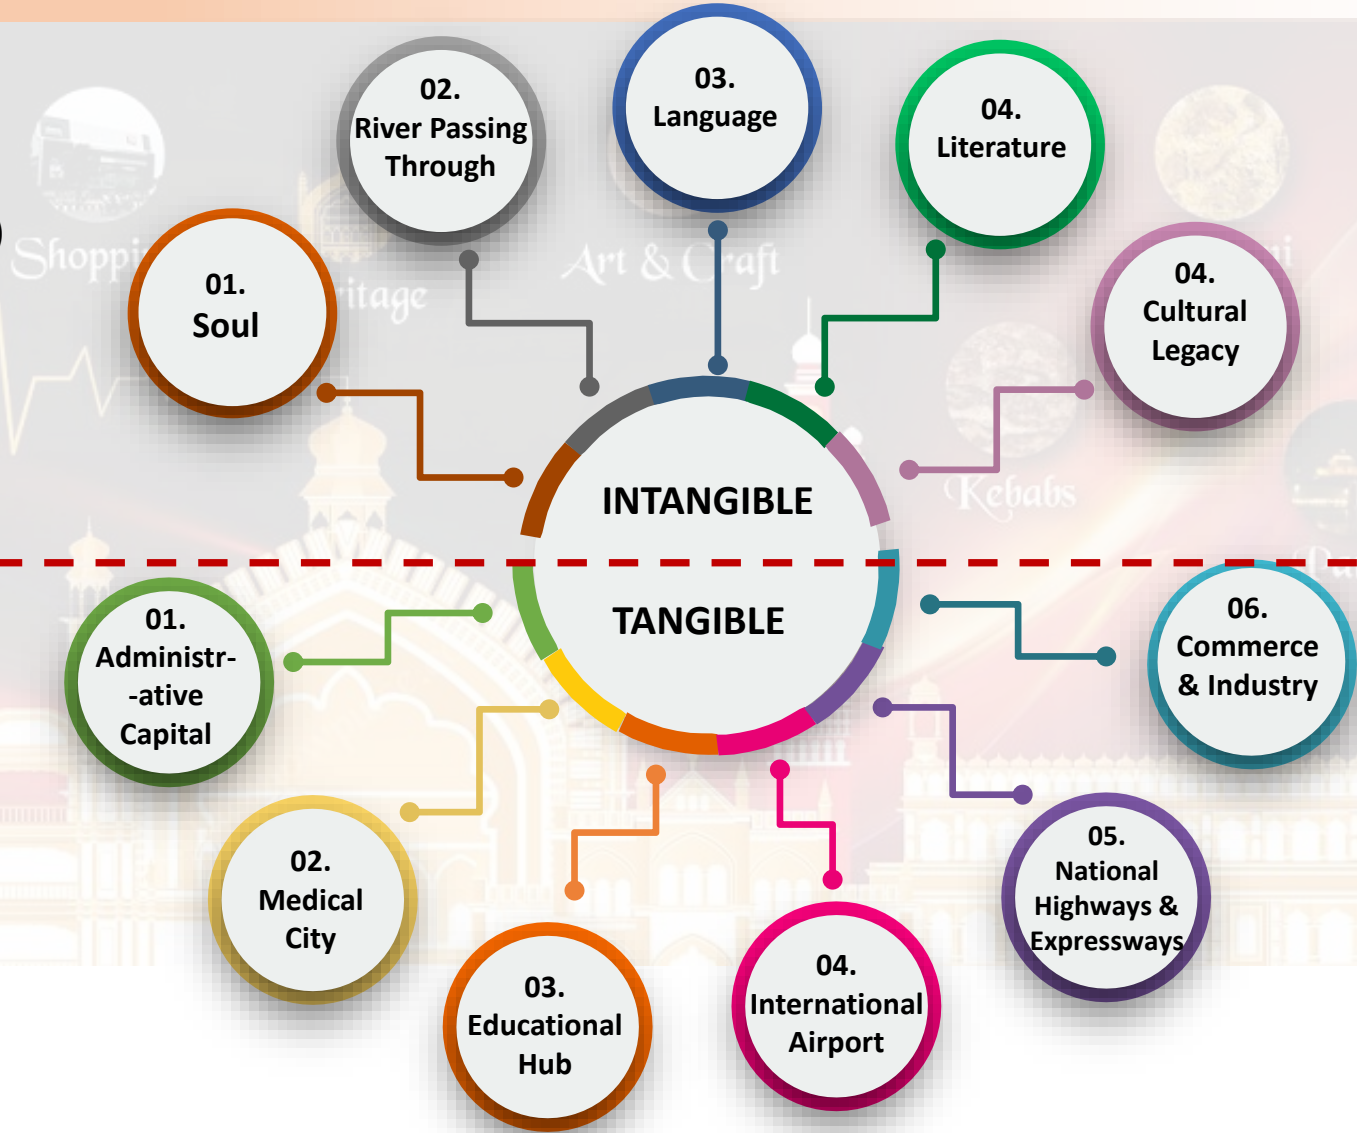 02.
River Passing
Through
03.
Language
04.
Literature
01.
Soul
04.
Cultural
Legacy
Art & Craft
Kebabs
INTANGIBLE
TANGIBLE
01.
Administr-
-ative
Capital
02.
Medical
City
03.
Educational
Hub
04.
International
Airport
05.
National
Highways &
Expressways
06.
Commerce
& Industry